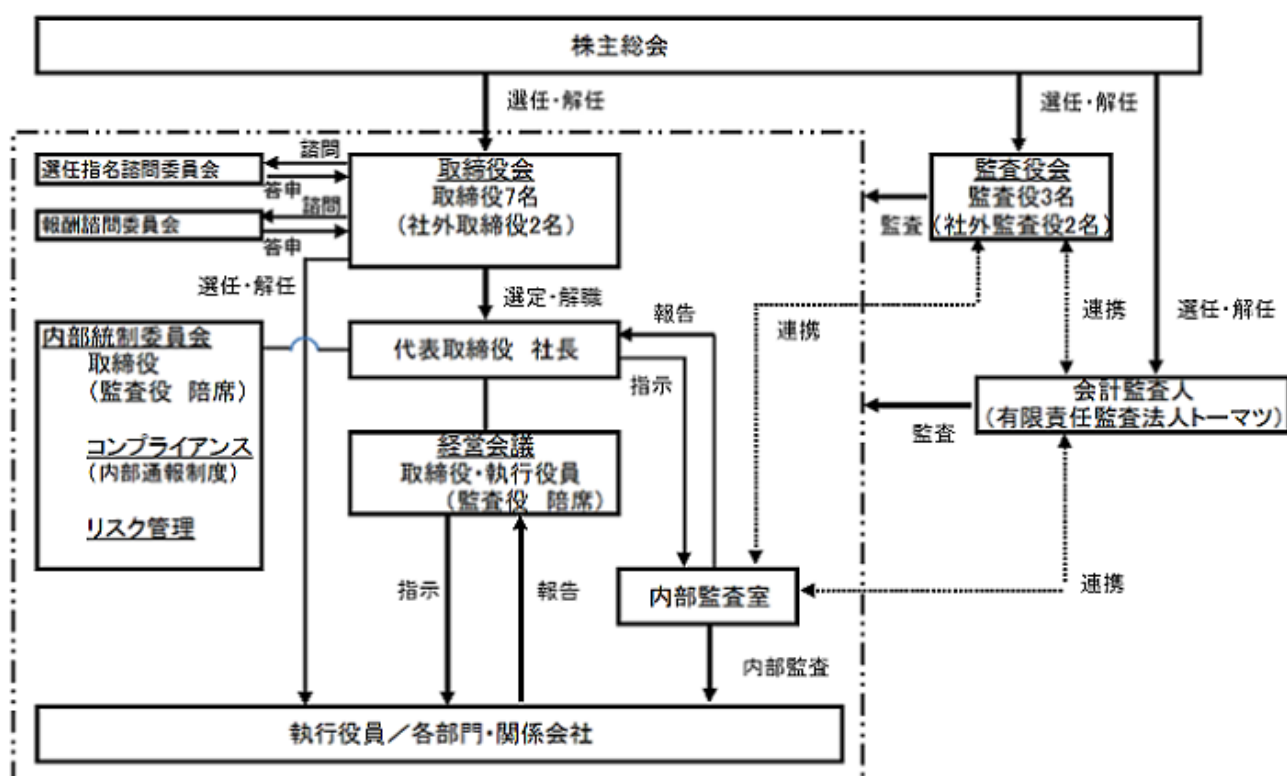 株主総会
選任・解任
選任・解任
選任指名諮問委員会
諮問
答申
報酬諮問委員会
諮問
答申
取締役会
取締役7名
(社外取締役2名)
監査役会
監査役3名
(社外監査役2名)
監査
選任・解任
選定・解職
報告
連携
連携
選任・解任
内部統制委員会
取締役
(監査役 陪席)
コンプライアンス
(内部通報制度)
リスク管理
代表取締役 社長
指示
会計監査人
(有限責任監査法人トーマツ)
監査
経営会議
取締役・執行役員
(監査役 陪席)
指示
報告
内部監査室
連携
内部監査
執行役員/各部門・関係会社